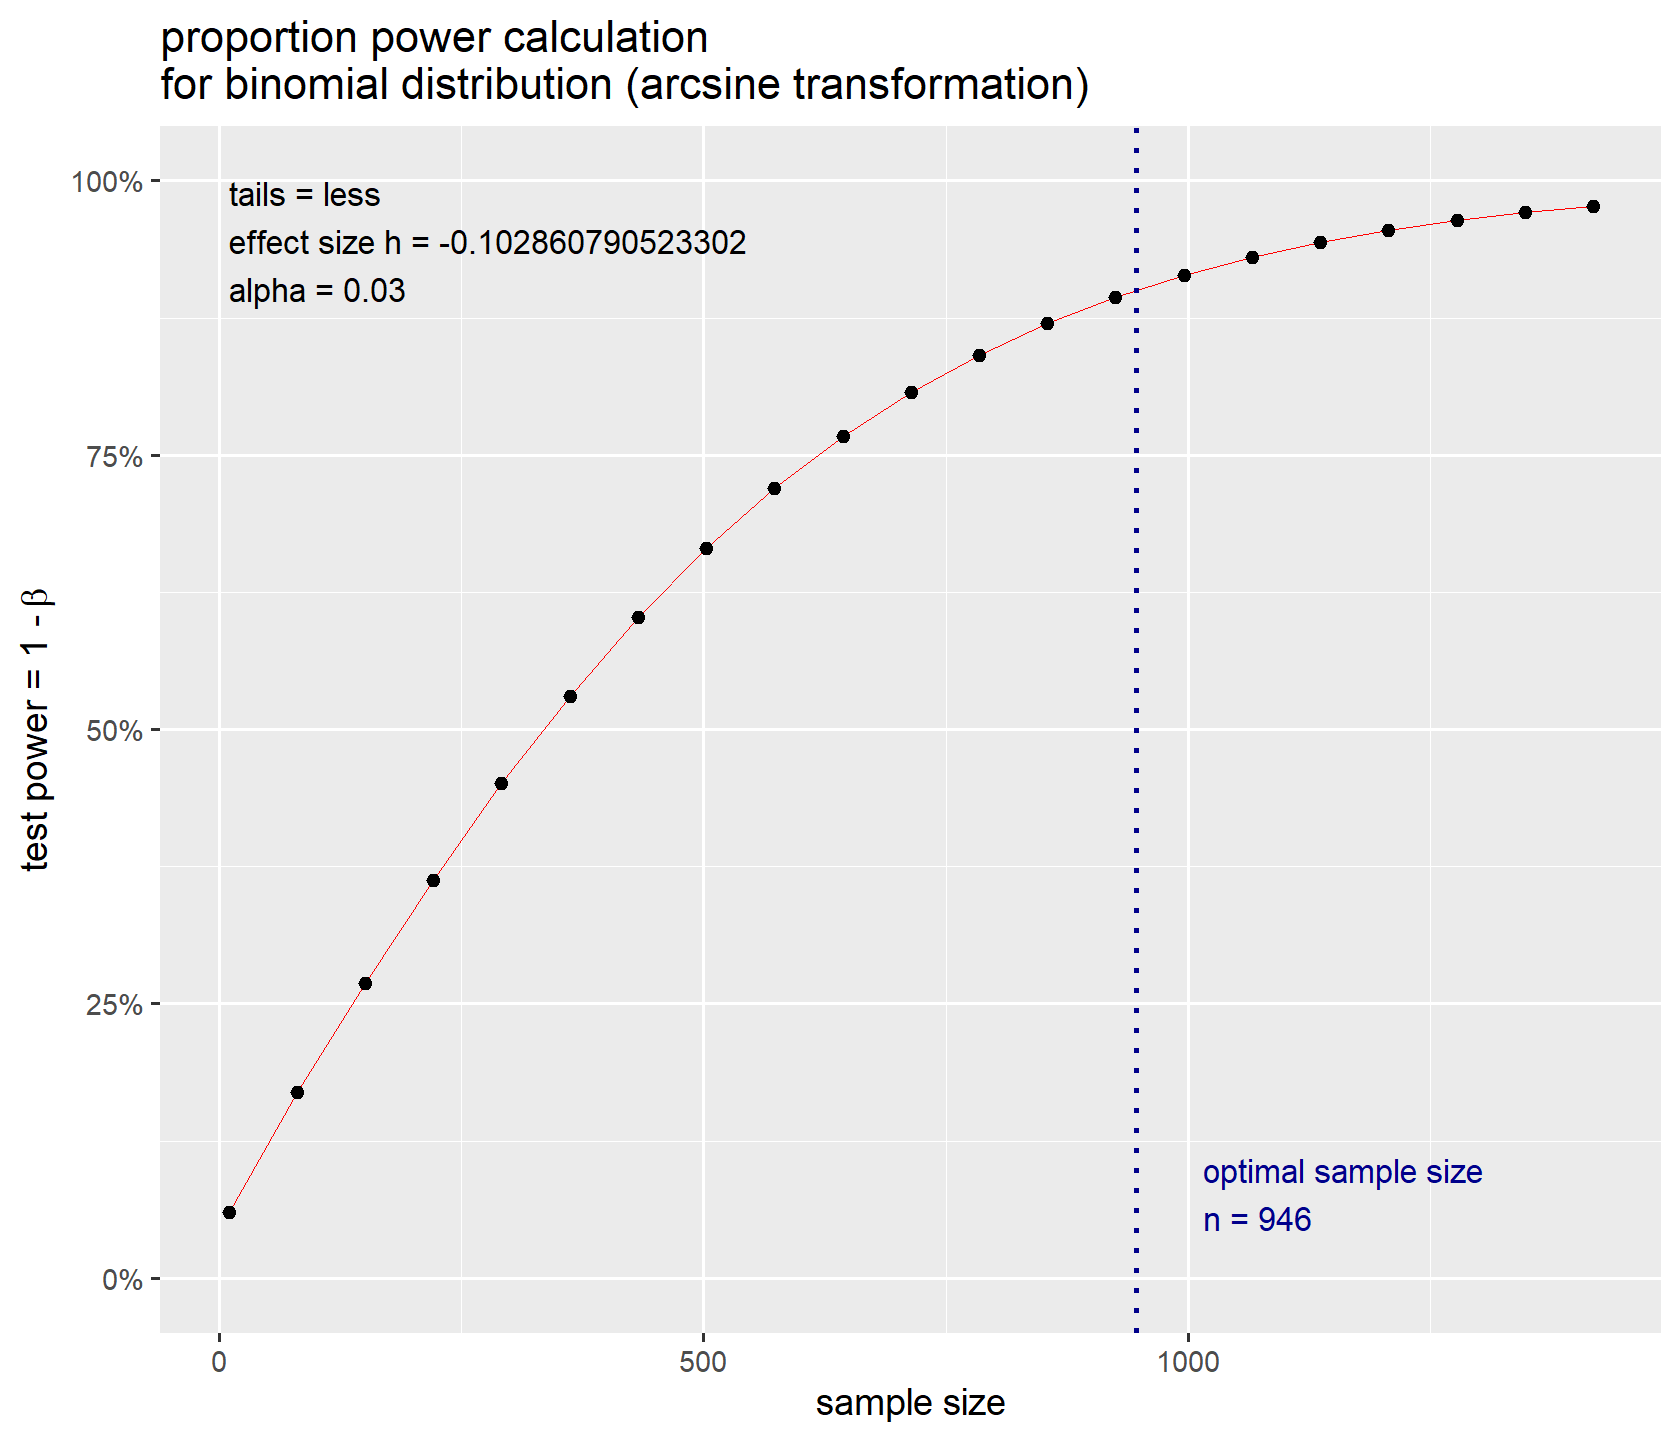 proportion power calculation
for binomial distribution (arcsine transformation)
100%
75%
50%
25%
0%
test power = 1 - β
tails = less
effect size h = -0.102860790523302
alpha = 0.03
optimal sample size
n = 946
0
500
1000
sample size